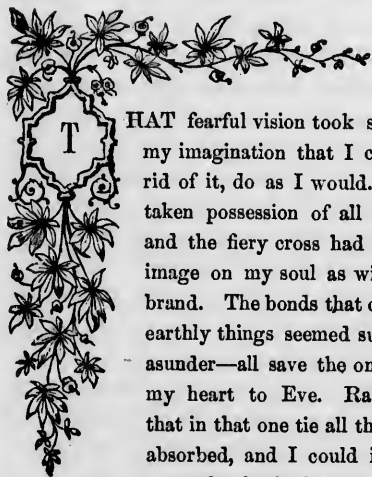 THAT fearful vision took s
my imagination that I c
rid of it, do as I would.
taken possession of all
and the fiery cross had
image on my soul as wi
brand. The bonds that c
earthly things seemed su
asunder—all save the on
my heart to Eve. Ra
that in that one tie all th
absorbed, and I could i